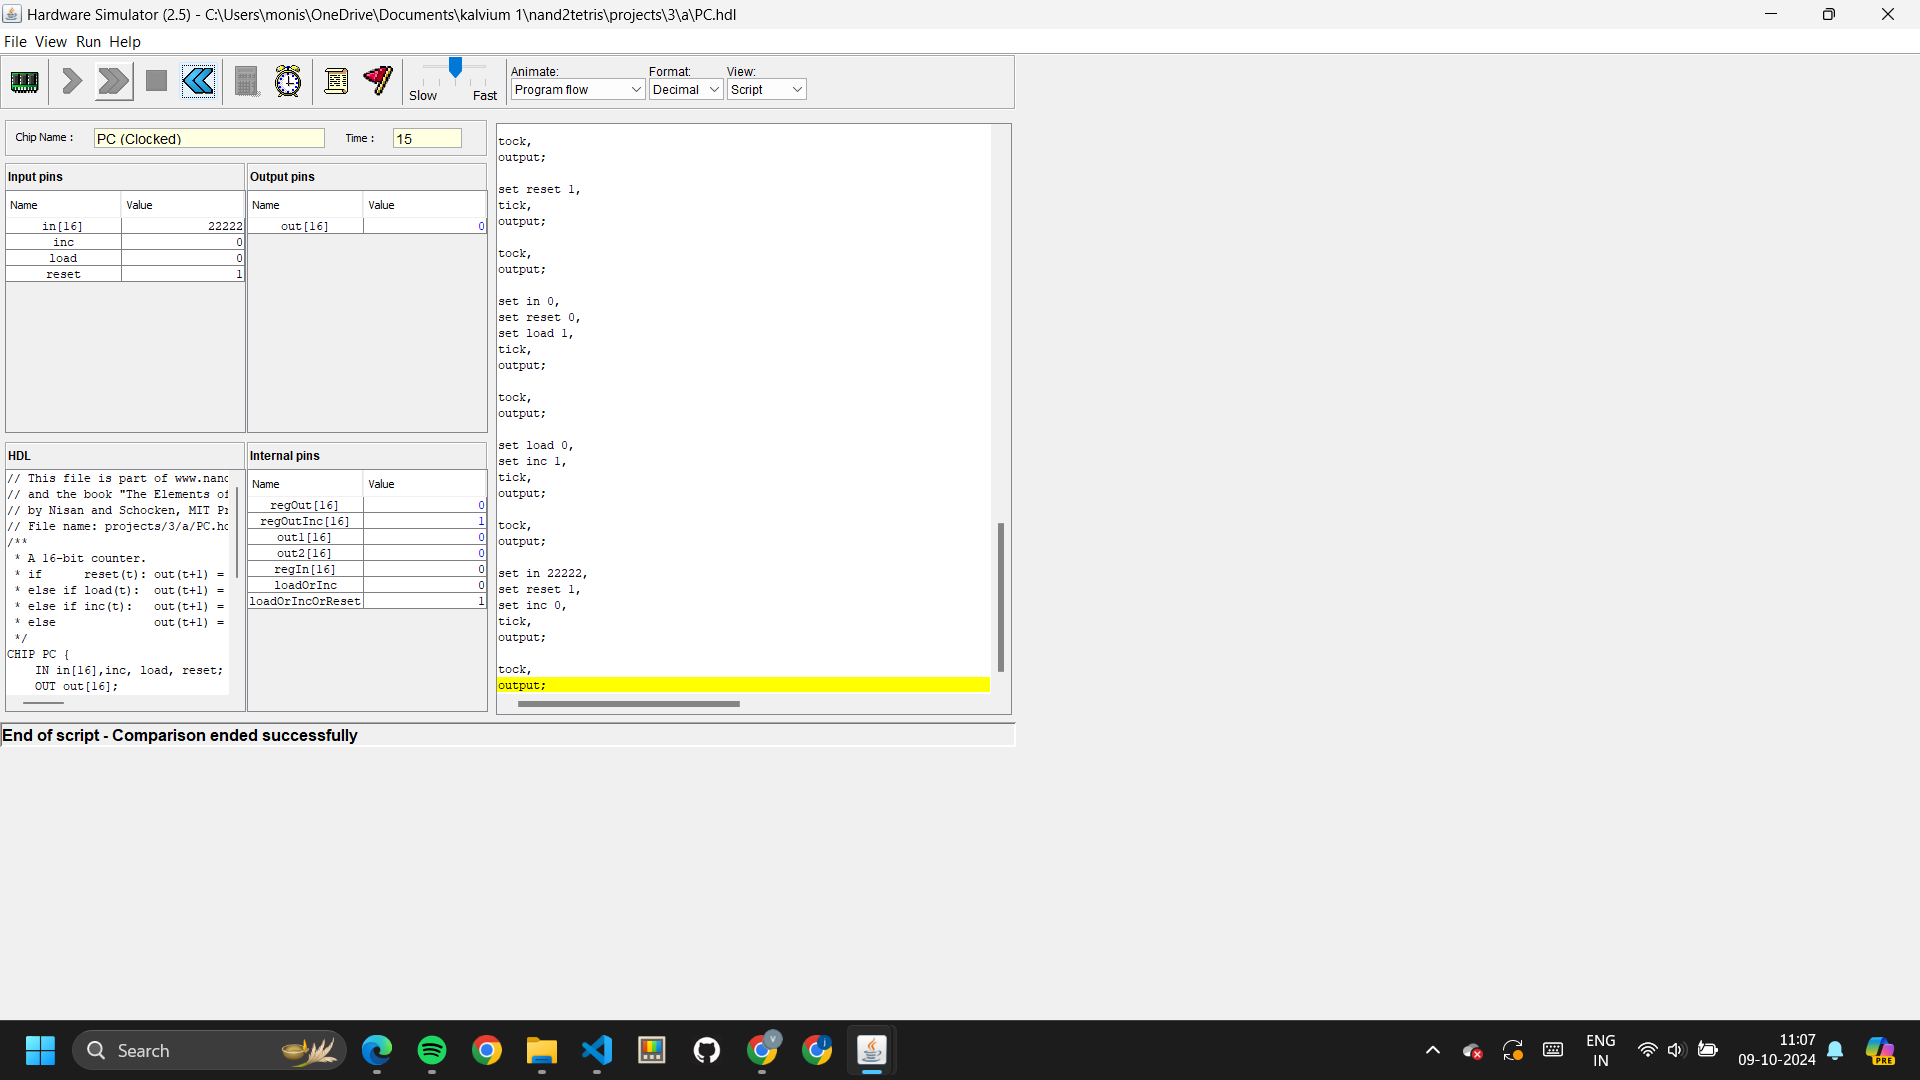 Hardware Simulator (2.5) - C:\Users\monis\OneDrive\Documents\kalvium 1\nand2tetris\projects\3\a\PC.hdl
File View Run Help
Slow Fast
Animate:
Program flow
Format:
Decimal
View:
Script
Chip Name :
PC (Clocked)
Time :
15
Input pins
Name Value
in[16] 22222
inc 0
load 0
reset 1
Output pins
Name Value
out[16] 0
HDL
// This file is part of www.nand
// and the book "The Elements of
// by Nisan and Schocken, MIT Pr
// File name: projects/3/a/PC.hd
/**
* A 16-bit counter.
* if reset(t): out(t+1) =
* else if load(t): out(t+1) =
* else if inc(t): out(t+1) =
* else out(t+1) =
*/
CHIP PC {
IN in[16],inc, load, reset;
OUT out[16];
Internal pins
Name Value
regOut[16] 0
regOutInc[16] 1
out1[16] 0
out2[16] 0
regIn[16] 0
loadOrInc 0
loadOrIncOrReset 1
tock,
output;
set reset 1,
tick,
output;
tock,
output;
set in 0,
set reset 0,
set load 1,
tick,
output;
tock,
output;
set load 0,
set inc 1,
tick,
output;
tock,
output;
set in 22222,
set reset 1,
set inc 0,
tick,
output;
tock,
output;
End of script - Comparison ended successfully
Search
ENG
IN
11:07
09-10-2024
PRE